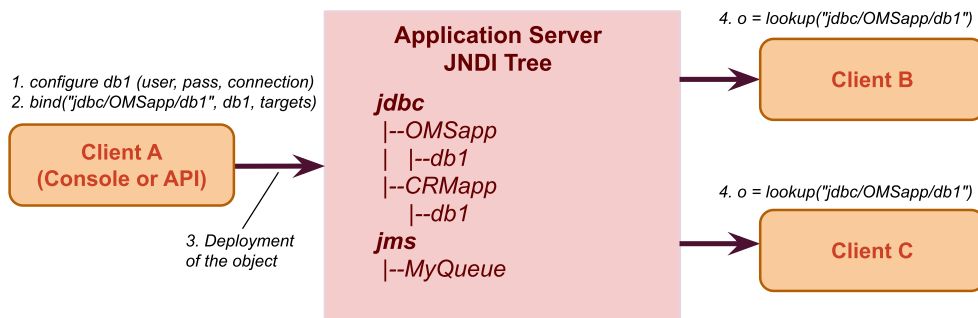 1. configure db1 (user, pass, connection)
2. bind("jdbc/OMSapp/db1", db1, targets)
Client A
(Console or API)
3. Deployment
of the object
Application Server
JNDI Tree
jdbc
|--OMSapp
| |--db1
|--CRMapp
|--db1
jms
|--MyQueue
4. o = lookup("jdbc/OMSapp/db1")
Client B
4. o = lookup("jdbc/OMSapp/db1")
Client C